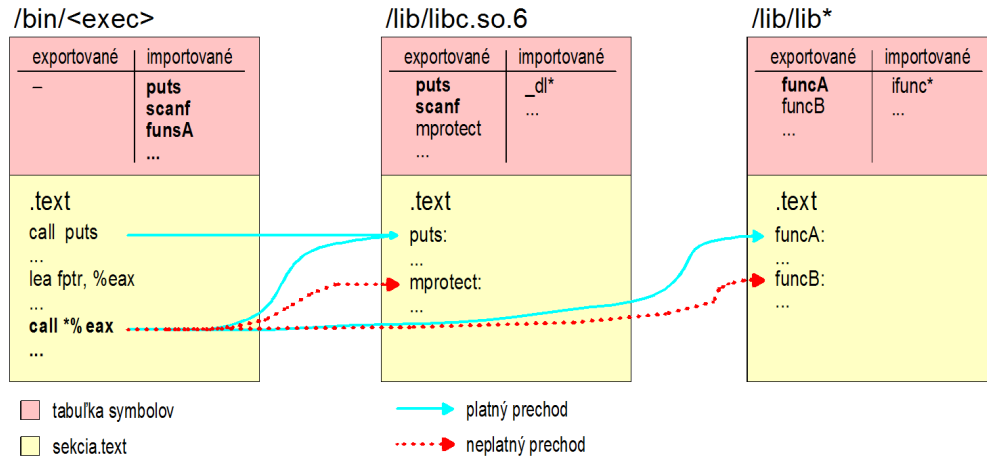 /bin/<exec>
exportované importované
–
puts
scanf
funsA
...
.text
call puts
...
lea fptr, %eax
...
call *%eax
...
/lib/libc.so.6
exportované importované
puts _dl*
scanf ...
mprotect
...
.text
puts:
...
mprotect:
...
/lib/lib*
exportované importované
funcA ifunc*
funcB
... ...
.text
funcA:
...
funcB:
...
tabuľka symbolov
sekcia.text
platný prechod
neplatný prechod